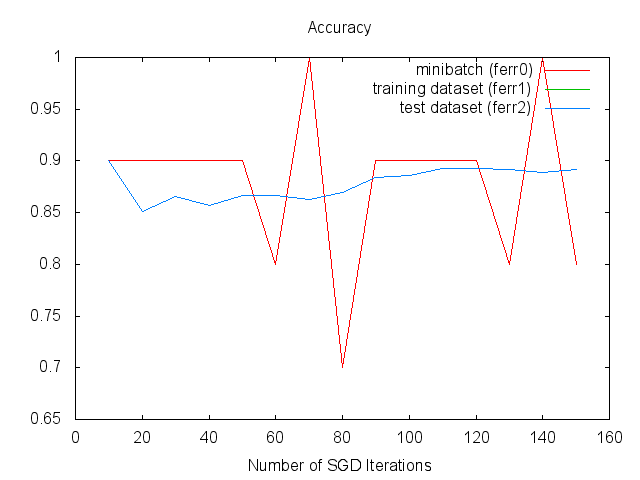 Accuracy
1
minibatch (ferr0)
training dataset (ferr1)
test dataset (ferr2)
0.95
0.9
0.85
0.8
0.75
0.7
0.65
0 20 40 60 80 100 120 140 160
Number of SGD Iterations